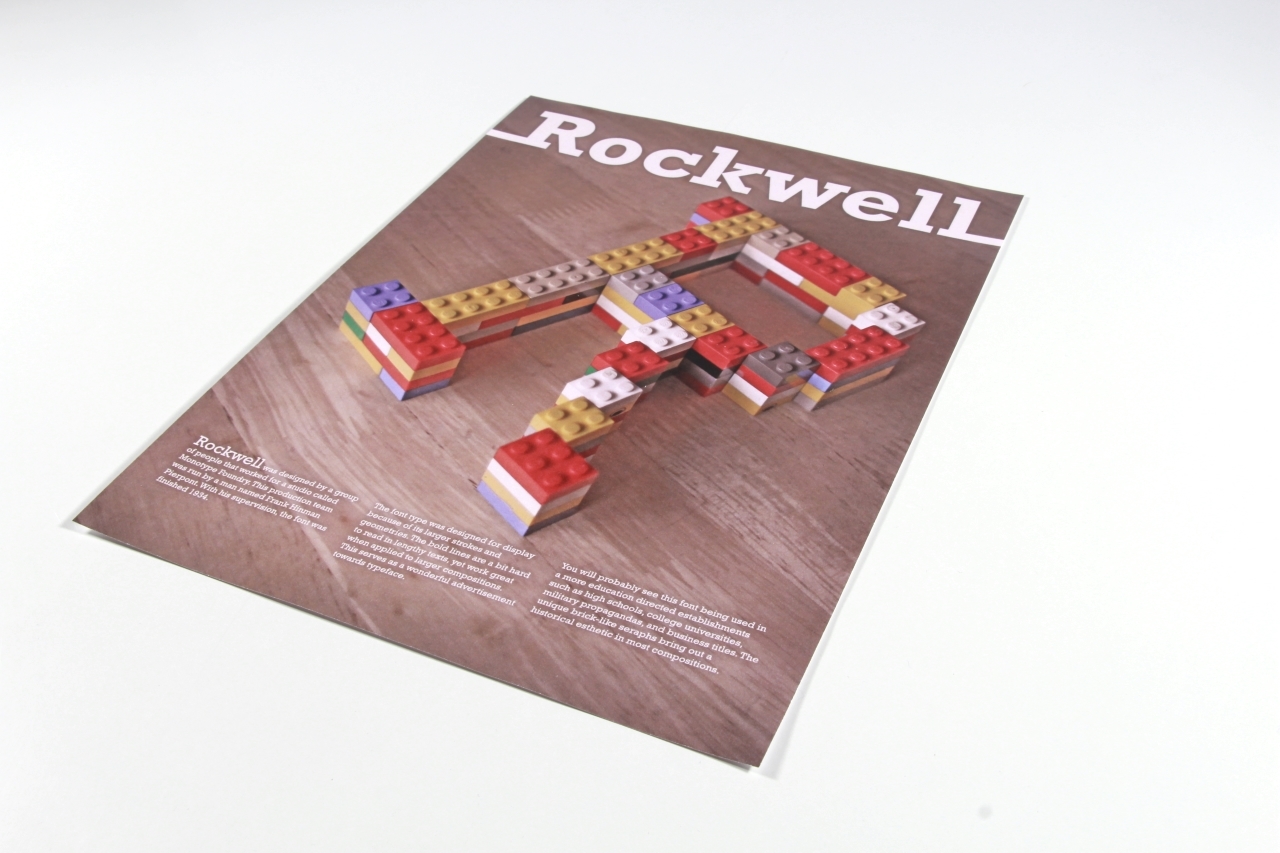 Rockwell
Rockwell was designed by a group
of people that worked for a studio called
Monotype Foundry. This production team
was run by a man named Frank Hinman
Pierpont. With his supervision, the font was
finished 1934.
The font type was designed for display
because of its larger strokes and
geometries. The bold lines are a bit hard
to read in lengthy texts, yet work great
when applied to larger compositions.
This serves as a wonderful advertisement
towards typeface.
You will probably see this font being used in
a more education directed establishments
such as high schools, college universities,
military propagandas, and business titles. The
unique brick-like seraphs bring out a
historical esthetic in most compositions.